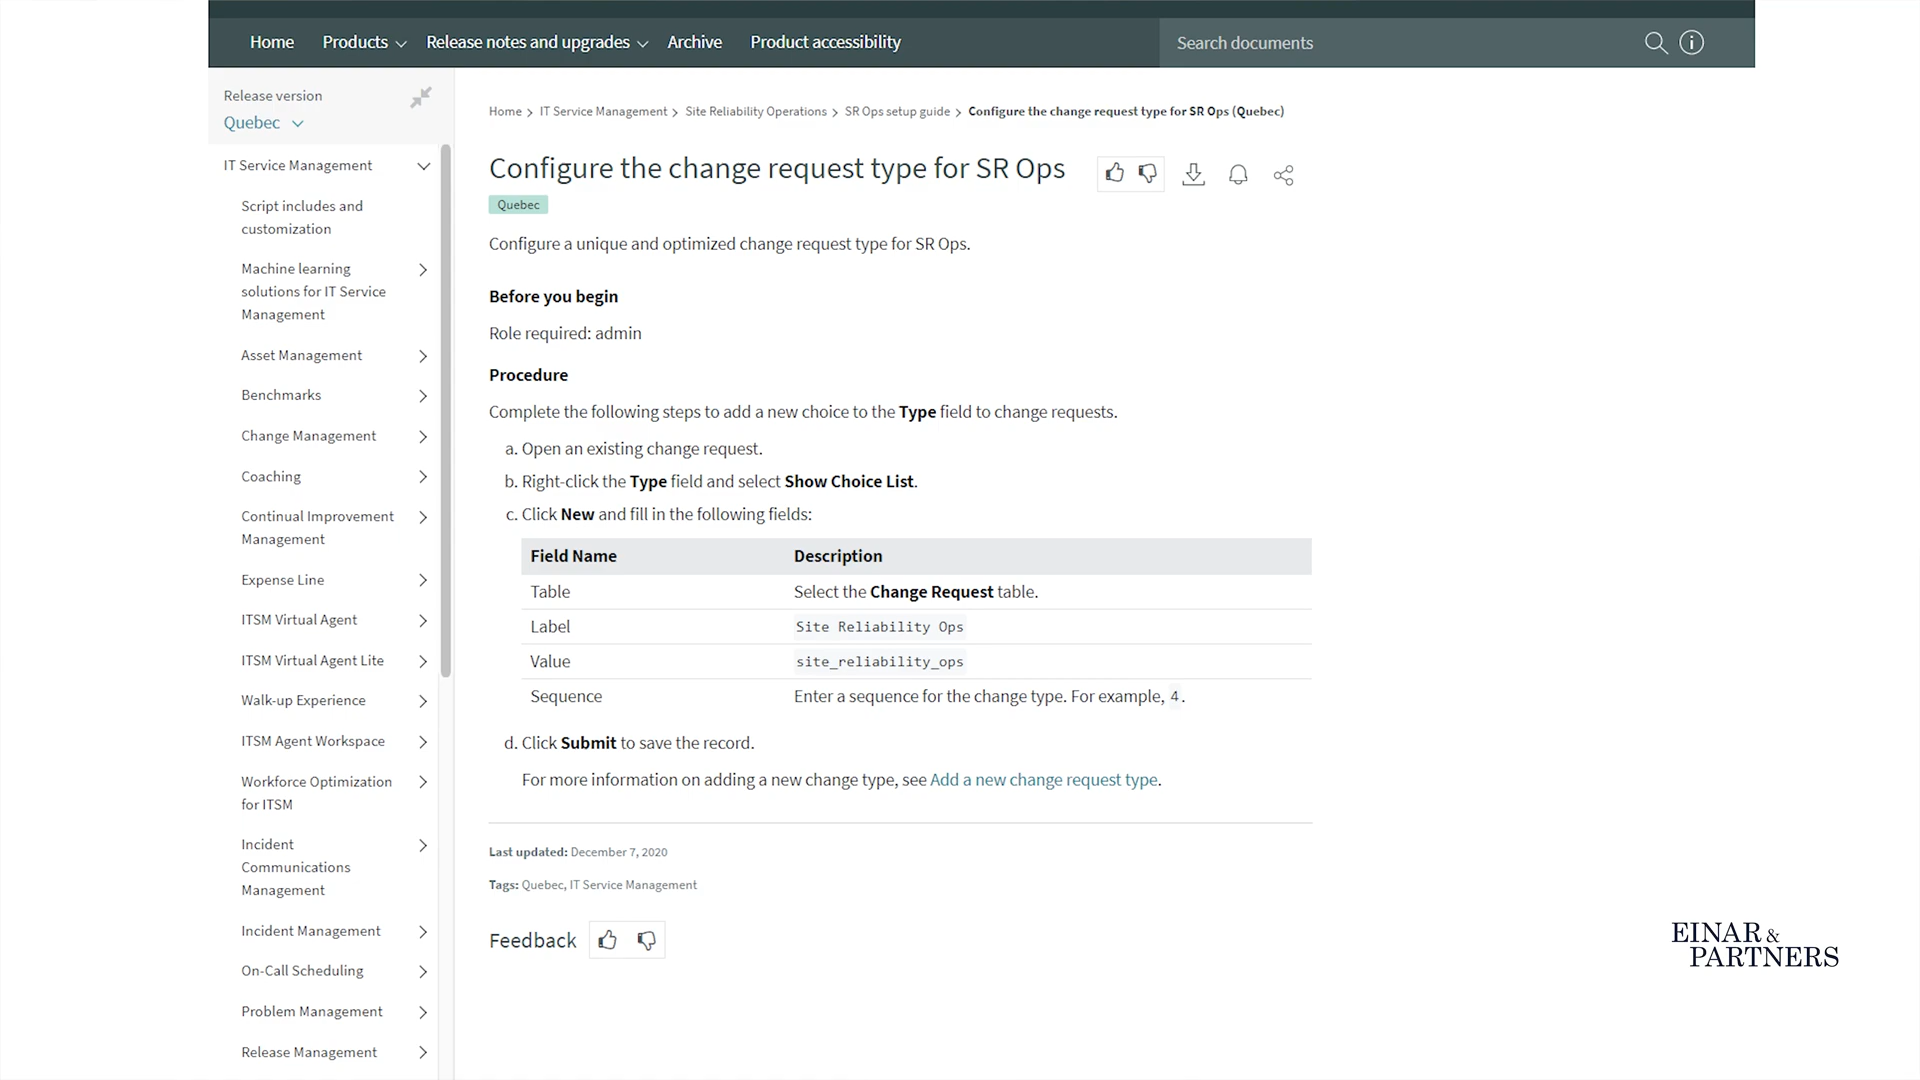 Home Products Release notes and upgrades Archive Product accessibility Search documents
Release version
Quebec
IT Service Management
Script includes and
customization
Machine learning
solutions for IT Service
Management
Asset Management
Benchmarks
Change Management
Coaching
Continual Improvement
Management
Expense Line
ITSM Virtual Agent
ITSM Virtual Agent Lite
Walk-up Experience
ITSM Agent Workspace
Workforce Optimization
for ITSM
Incident
Communications
Management
Incident Management
On-Call Scheduling
Problem Management
Release Management
Home > IT Service Management > Site Reliability Operations > SR Ops setup guide > Configure the change request type for SR Ops (Quebec)
Configure the change request type for SR Ops
Quebec
Configure a unique and optimized change request type for SR Ops.
Before you begin
Role required: admin
Procedure
Complete the following steps to add a new choice to the Type field to change requests.
a. Open an existing change request.
b. Right-click the Type field and select Show Choice List.
c. Click New and fill in the following fields:
Field Name Description
Table Select the Change Request table.
Label Site Reliability Ops
Value site_reliability_ops
Sequence Enter a sequence for the change type. For example, 4.
d. Click Submit to save the record.
For more information on adding a new change type, see Add a new change request type.
Last updated: December 7, 2020
Tags: Quebec, IT Service Management
Feedback
EINAR &
PARTNERS